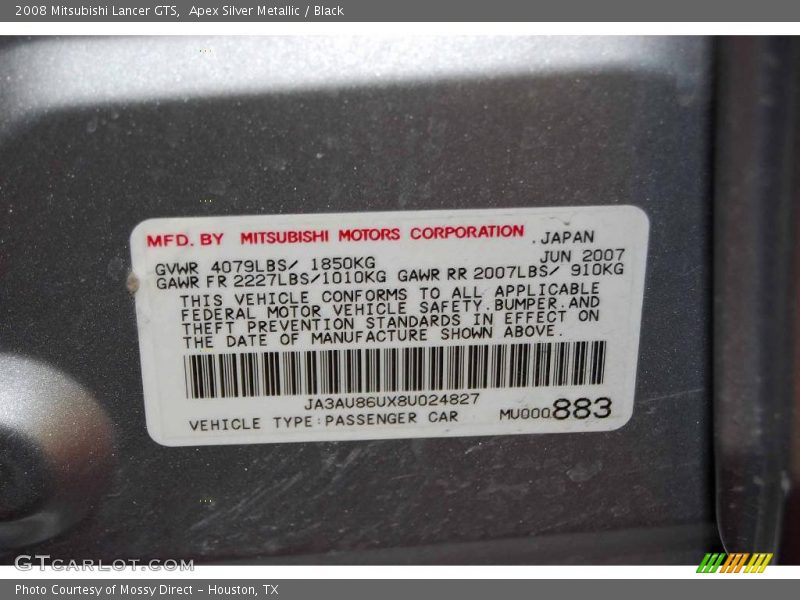 2008 Mitsubishi Lancer GTS,  Apex Silver Metallic / Black
MFD. BY MITSUBISHI MOTORS CORPORATION , JAPAN
JUN 2007
GVWR 4079LBS/ 1850KG
GAWR FR 2227LBS/1010KG GAWR RR 2007LBS/ 910KG
THIS VEHICLE CONFORMS TO ALL APPLICABLE
FEDERAL MOTOR VEHICLE SAFETY,BUMPER,AND
THEFT PREVENTION STANDARDS IN EFFECT ON
THE DATE OF MANUFACTURE SHOWN ABOVE.
JA3AU86UX8U024827
VEHICLE TYPE:PASSENGER CAR MU000883
GTCARLOT.COM
Photo Courtesy of Mossy Direct – Houston, TX